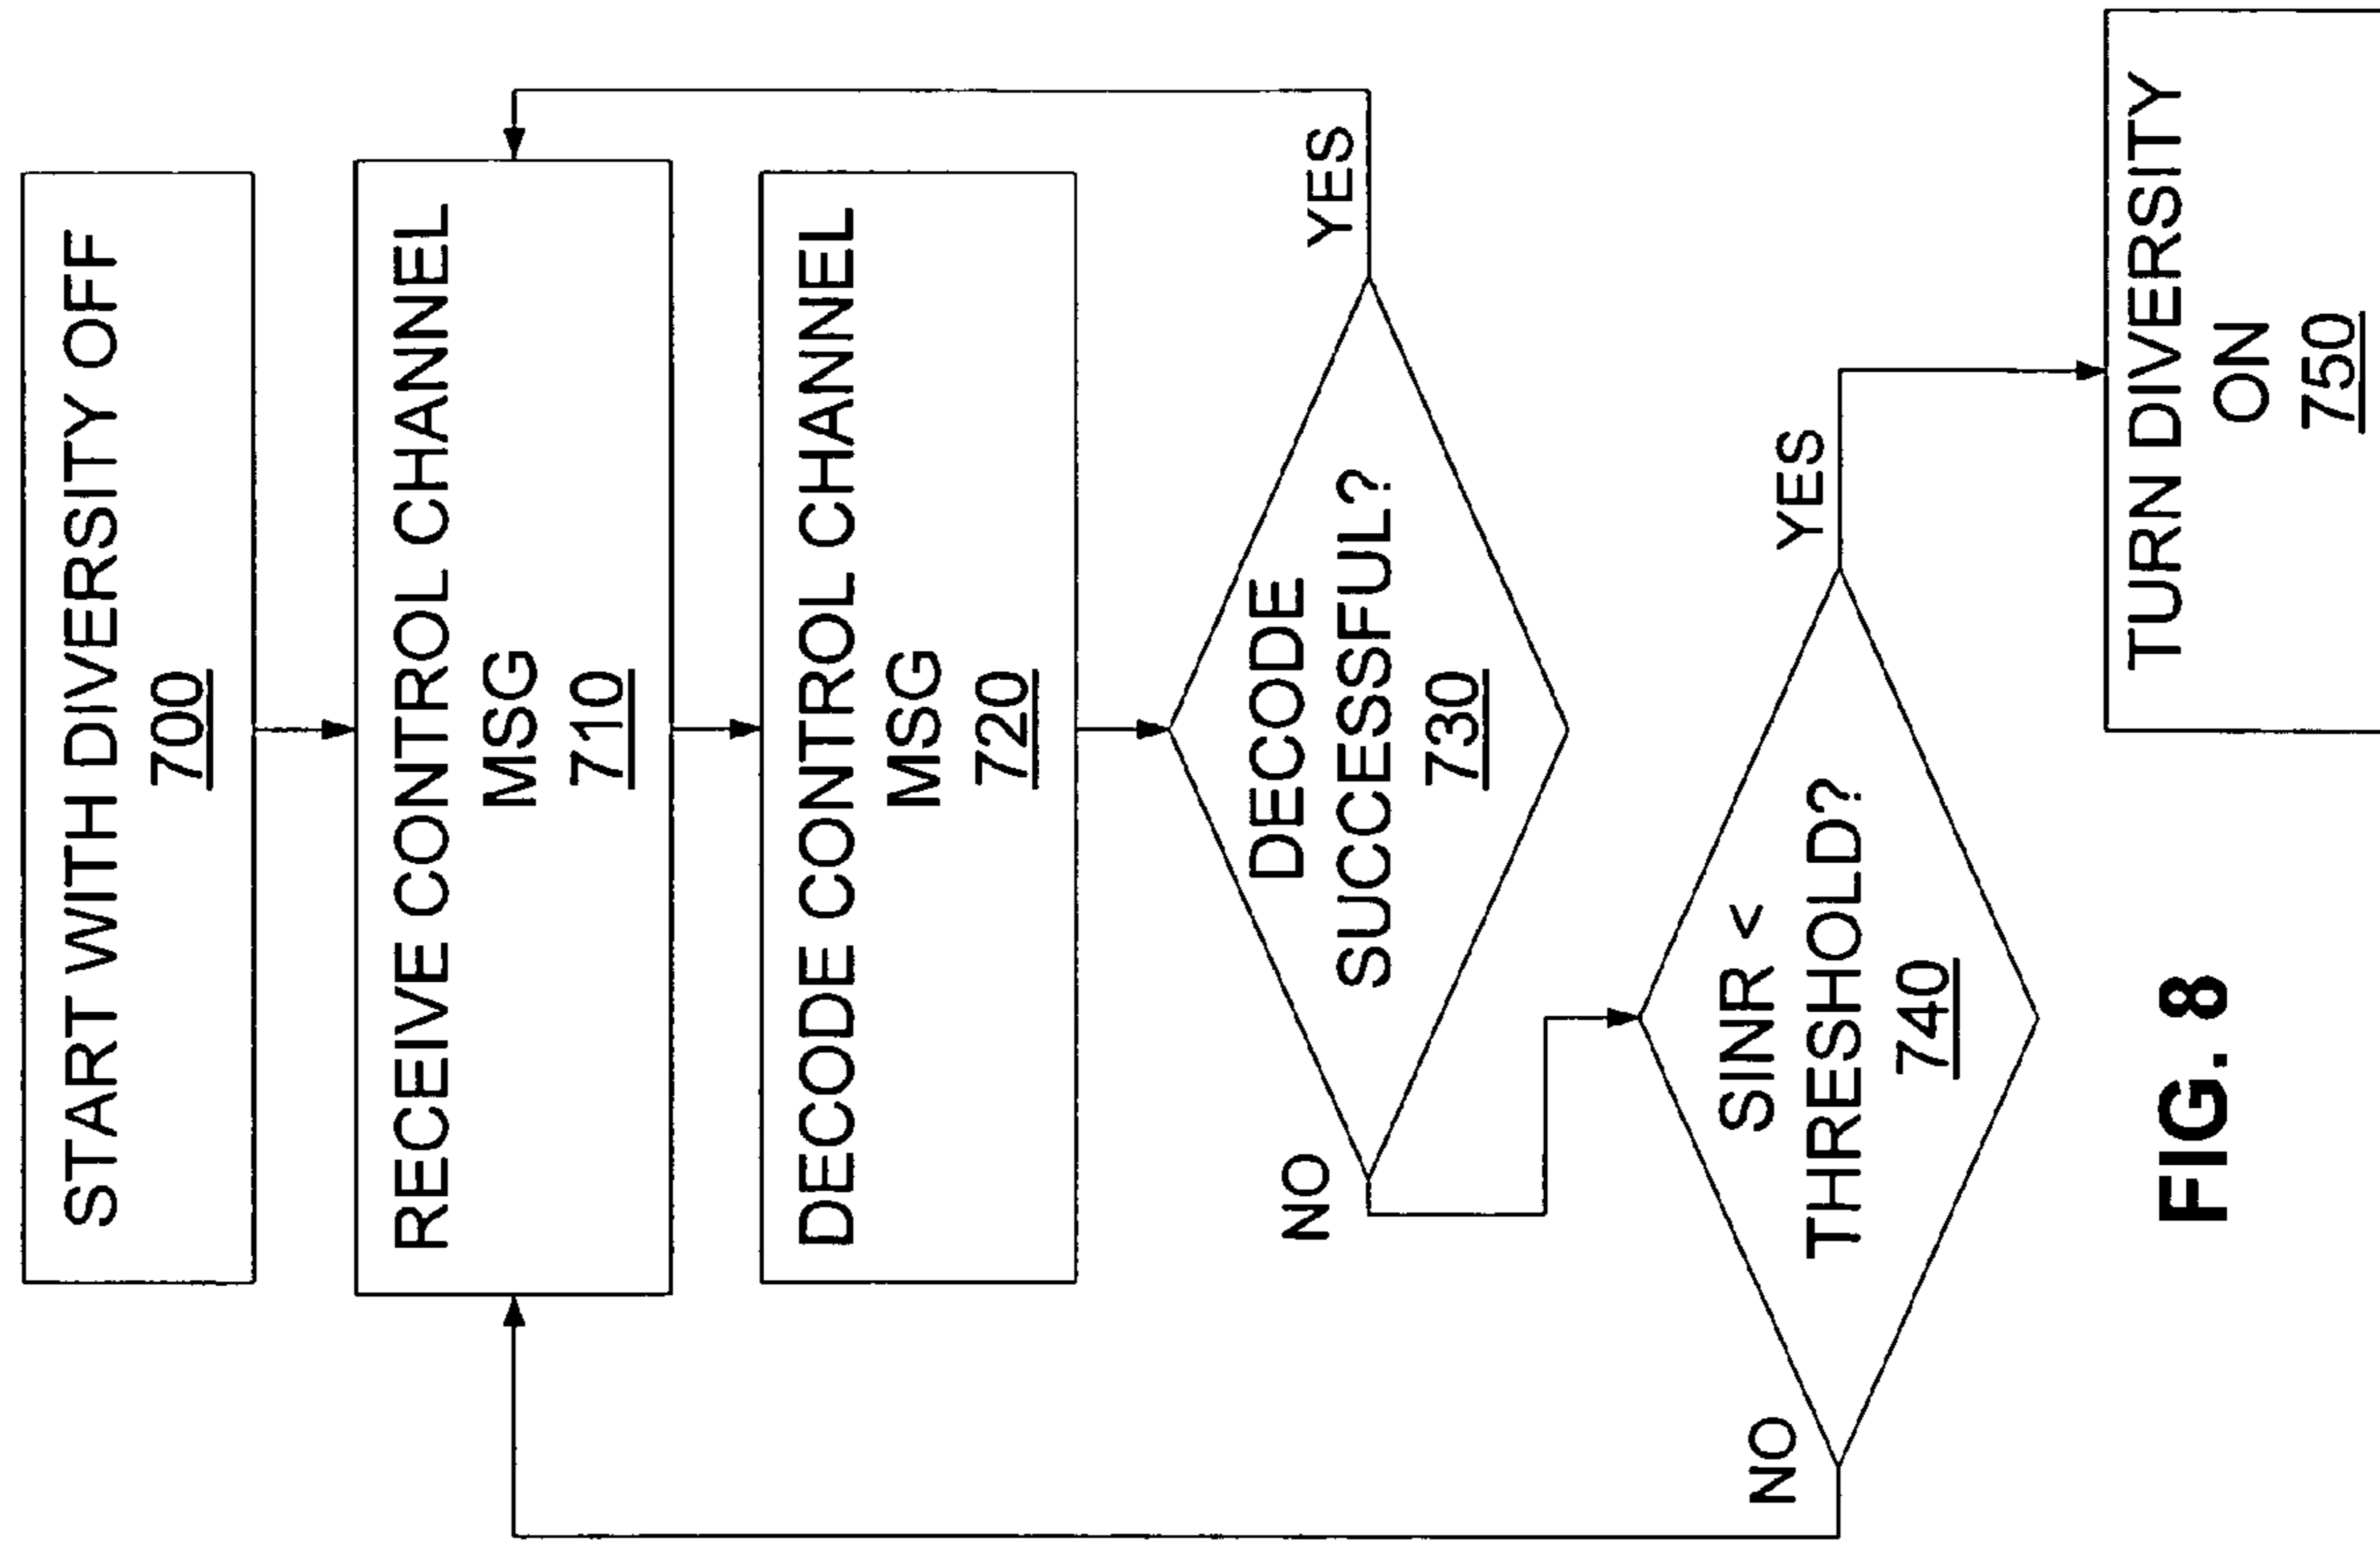 START WITH DIVERSITY OFF
700
RECEIVE CONTROL CHANNEL
MSG
710
DECODE CONTROL CHANNEL
MSG
720
DECODE
SUCCESSFUL?
730
YES
NO
SINR <
THRESHOLD?
740
YES
NO
TURN DIVERSITY
ON
750
FIG. 8